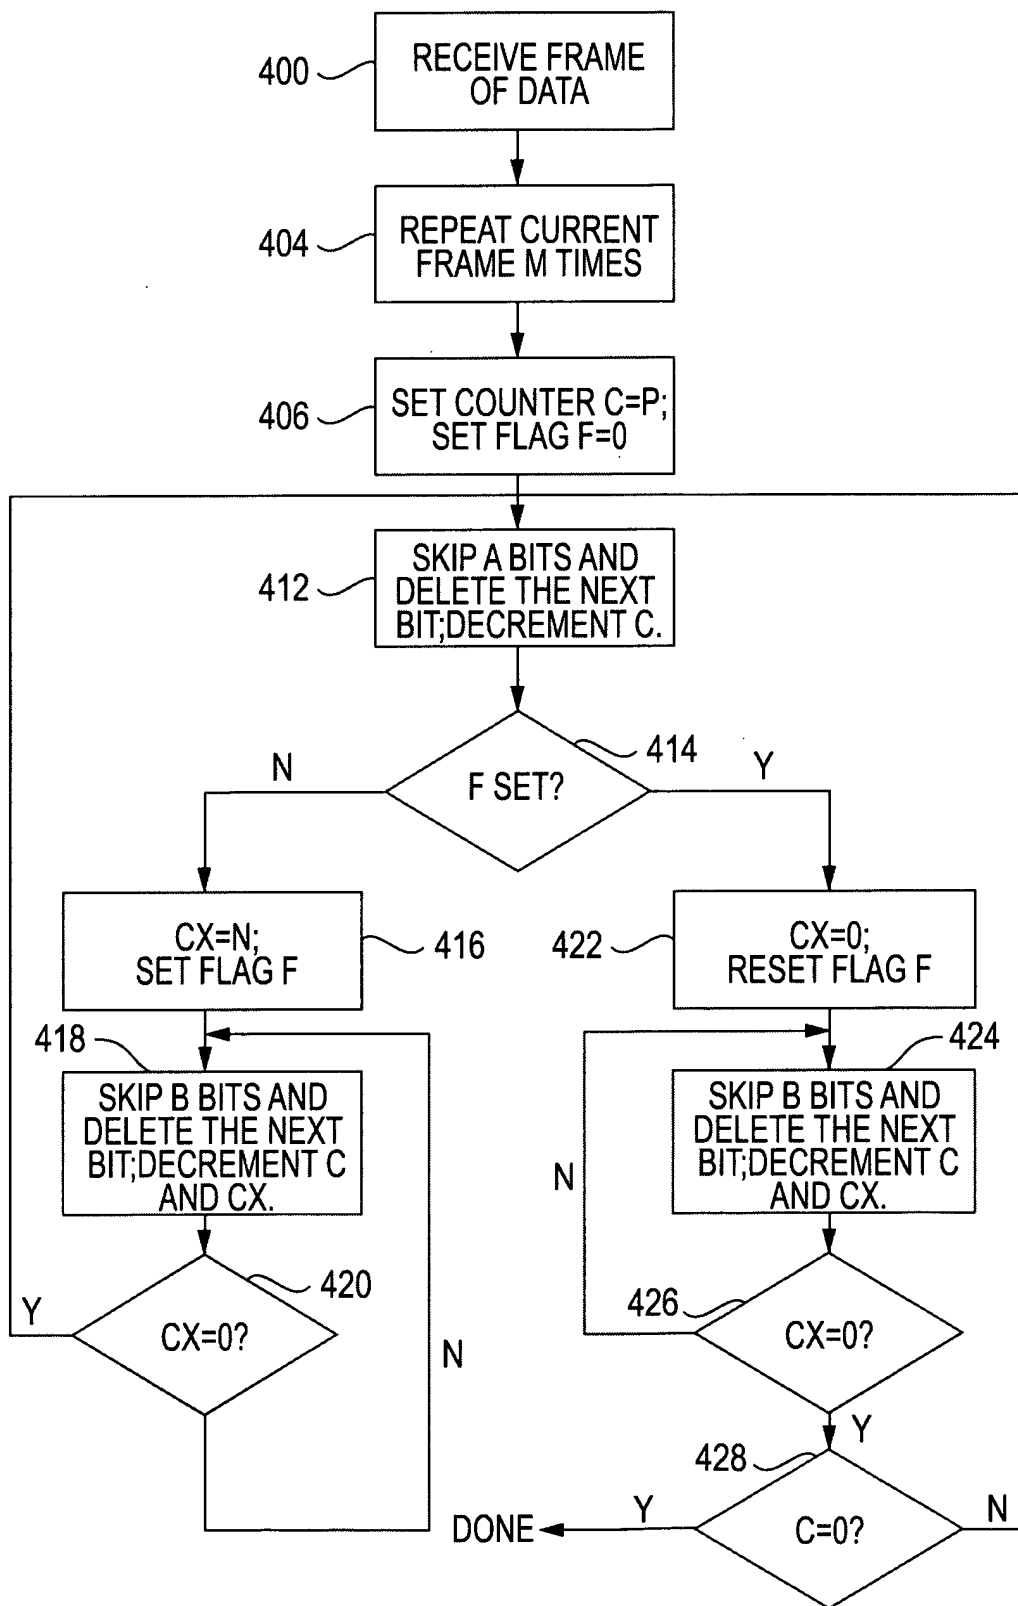 400
RECEIVE FRAME
OF DATA
404
REPEAT CURRENT
FRAME M TIMES
406
SET COUNTER C=P;
SET FLAG F=0
412
SKIP A BITS AND
DELETE THE NEXT
BIT;DECREMENT C.
414
N
F SET?
Y
CX=N;
SET FLAG F
416
422
CX=0;
RESET FLAG F
418
SKIP B BITS AND
DELETE THE NEXT
BIT;DECREMENT C
AND CX.
424
SKIP B BITS AND
DELETE THE NEXT
BIT;DECREMENT C
AND CX.
N
420
Y
CX=0?
N
426
CX=0?
Y
428
DONE
Y
C=0?
N